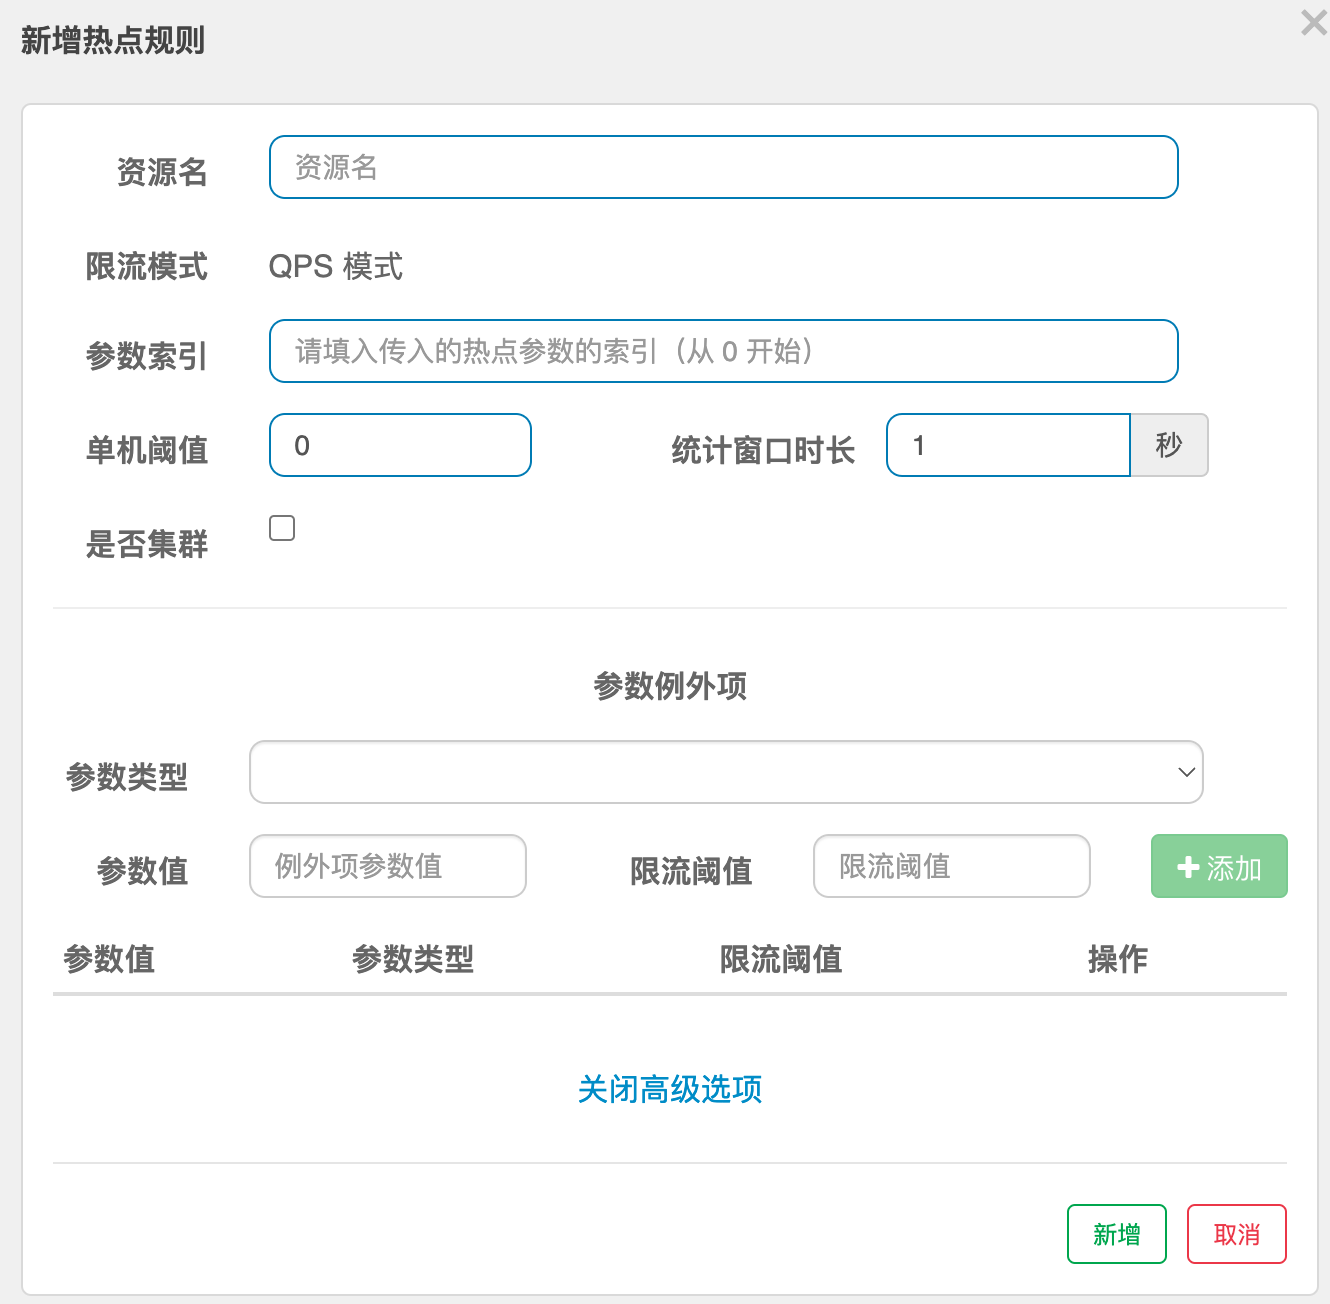 新增热点规则
资源名 资源名
限流模式 QPS 模式
参数索引 请填入传入的热点参数的索引（从 0 开始）
单机阈值 0 统计窗口时长 1 秒
是否集群
参数例外项
参数类型
参数值 例外项参数值 限流阈值 限流阈值 添加
参数值 参数类型 限流阈值 操作
关闭高级选项
新增 取消